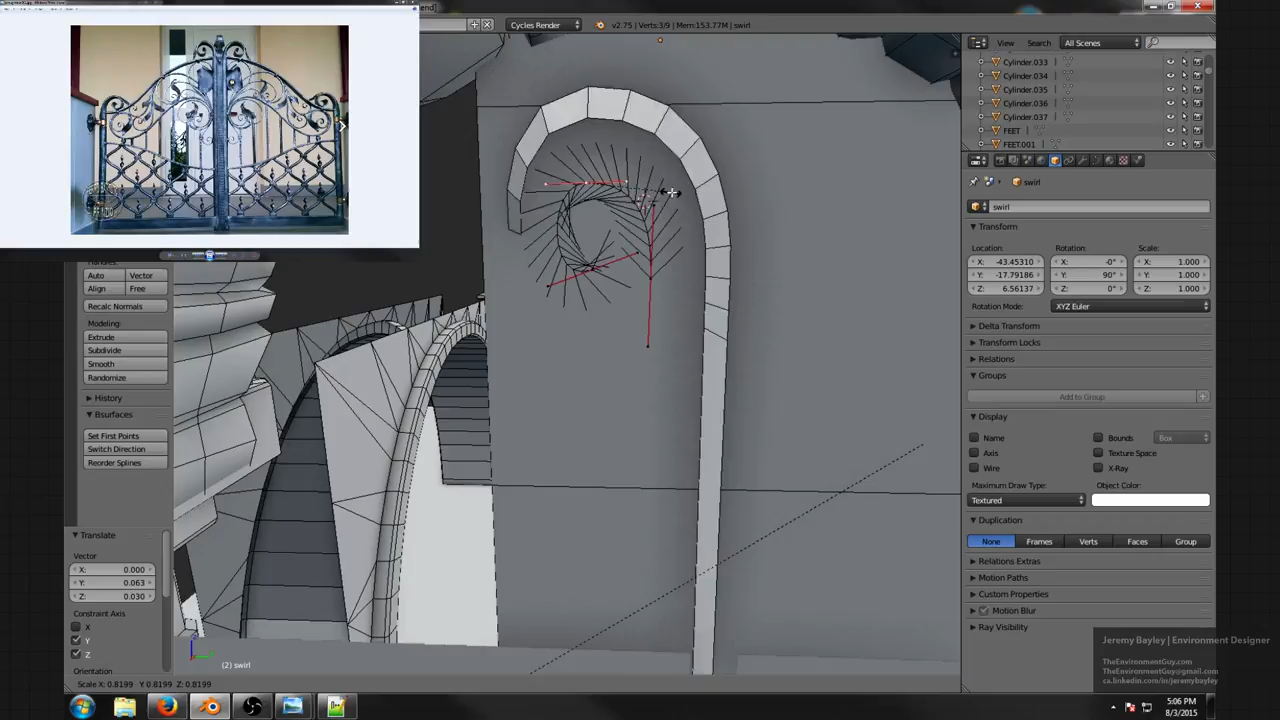 end]
Cycles Render
v2.75 | Verts:3/9 | Mem:153.77M | swirl
View Search All Scenes
Cylinder.033
Cylinder.034
Cylinder.035
Cylinder.036
Cylinder.037
FEET
FEET.001
swirl
swirl
Transform
Location: Rotation: Scale:
X: -43.45310 X: -0° X: 1.000
Y: -17.79186 Y: 90° Y: 1.000
Z: 6.56137 Z: 0° Z: 1.000
Rotation Mode: XYZ Euler
Delta Transform
Transform Locks
Relations
Groups
Add to Group
Display
Name Bounds Box
Axis Texture Space
Wire X-Ray
Maximum Draw Type: Object Color:
Textured
Duplication
None Frames Verts Faces Group
Relations Extras
Motion Paths
Custom Properties
Motion Blur
Ray Visibility
Auto Vector
Align Free
Recalc Normals
Modeling:
Extrude
Subdivide
Smooth
Randomize
History
Bsurfaces
Set First Points
Switch Direction
Reorder Splines
Translate
Vector
X: 0.000
Y: 0.063
Z: 0.030
Constraint Axis
X
Y
Z
Orientation
(2) swirl
Scale X: 0.8199 Y: 0.8199 Z: 0.8199
Jeremy Bayley | Environment Designer
TheEnvironmentGuy.com
TheEnvironmentGuy@gmail.com
ca.linkedin.com/in/jeremybayley
5:06 PM
8/3/2015